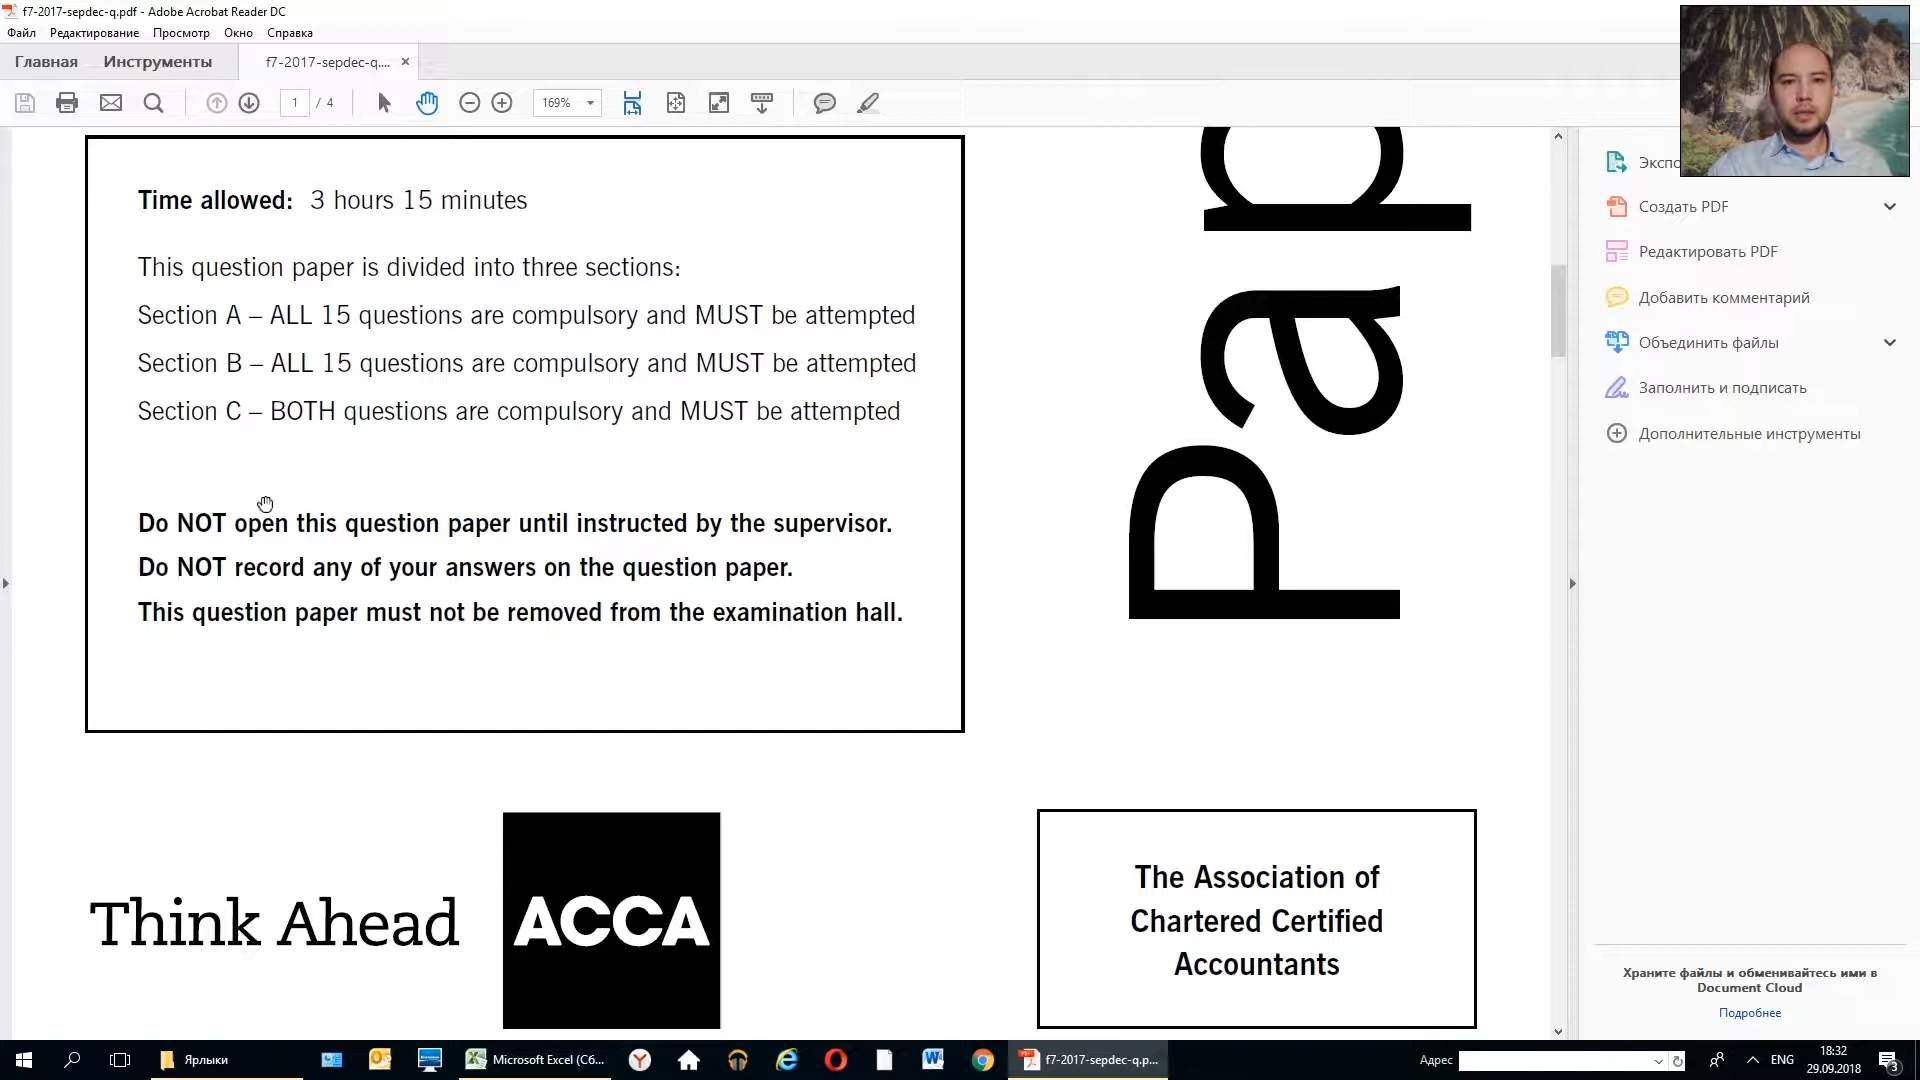 f7-2017-sepdec-q.pdf - Adobe Acrobat Reader DC
Файл Редактирование Просмотр Окно Справка
Главная Инструменты f7-2017-sepdec-q.... ×
1 / 4 169%
Time allowed: 3 hours 15 minutes
This question paper is divided into three sections:
Section A – ALL 15 questions are compulsory and MUST be attempted
Section B – ALL 15 questions are compulsory and MUST be attempted
Section C – BOTH questions are compulsory and MUST be attempted
Do NOT open this question paper until instructed by the supervisor.
Do NOT record any of your answers on the question paper.
This question paper must not be removed from the examination hall.
Think Ahead ACCA
Pap
The Association of
Chartered Certified
Accountants
Экспо
Создать PDF
Редактировать PDF
Добавить комментарий
Объединить файлы
Заполнить и подписать
Дополнительные инструменты
Храните файлы и обменивайтесь ими в
Document Cloud
Подробнее
Ярлыки
Microsoft Excel (Сб...
f7-2017-sepdec-q.p...
Адрес
ENG
18:32
29.09.2018
3